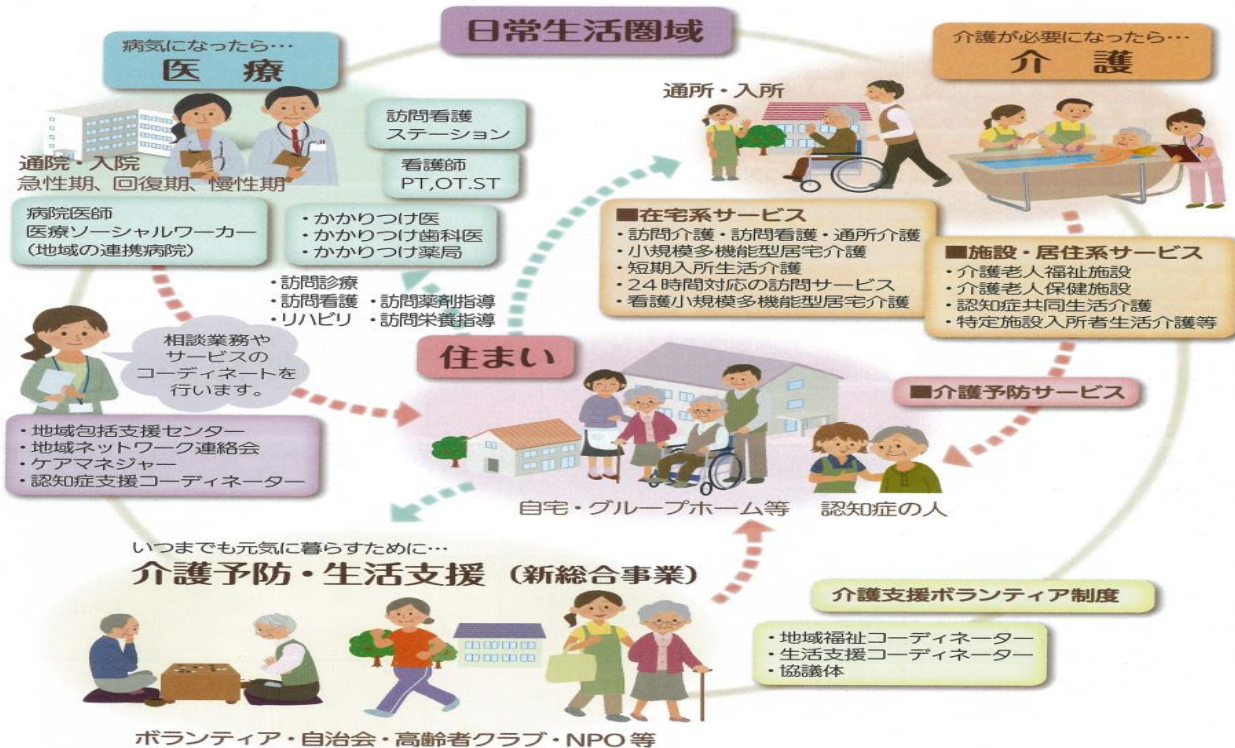 日常生活圏域
病気になったら…
医 療
訪問看護
ステーション
看護師
PT,OT.ST
通院・入院
急性期、回復期、慢性期
病院医師
医療ソーシャルワーカー
(地域の連携病院)
・かかりつけ医
・かかりつけ歯科医
・かかりつけ薬局
・訪問診療
・訪問看護 ・訪問薬剤指導
・リハビリ ・訪問栄養指導
介護が必要になったら…
介 護
通所・入所
■在宅系サービス
・訪問介護・訪問看護・通所介護
・小規模多機能型居宅介護
・短期入所生活介護
・24時間対応の訪問サービス
・看護小規模多機能型居宅介護
■施設・居住系サービス
・介護老人福祉施設
・介護老人保健施設
・認知症共同生活介護
・特定施設入所者生活介護等
相談業務や
サービスの
コーディネートを
行います。
・地域包括支援センター
・地域ネットワーク連絡会
・ケアマネジャー
・認知症支援コーディネーター
住まい
■介護予防サービス
自宅・グループホーム等
認知症の人
いつまでも元気に暮らすために…
介護予防・生活支援（新総合事業）
介護支援ボランティア制度
・地域福祉コーディネーター
・生活支援コーディネーター
・協議体
ボランティア・自治会・高齢者クラブ・NPO等